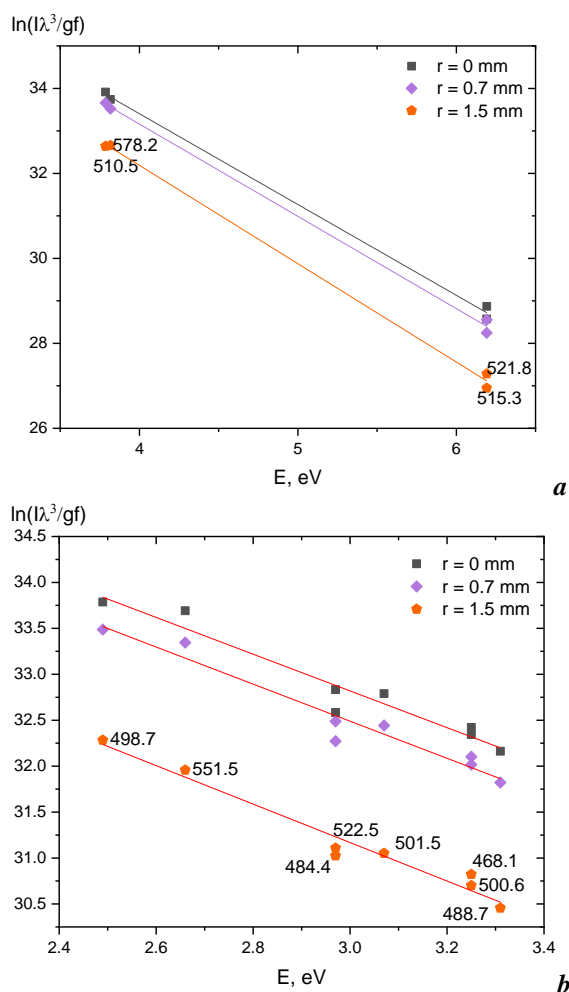 ln(Iλ³/gf)
r = 0 mm
r = 0.7 mm
r = 1.5 mm
34
32
30
28
26
578.2
510.5
521.8
515.3
4
5
6
E, eV
a
ln(Iλ³/gf)
r = 0 mm
r = 0.7 mm
r = 1.5 mm
34.5
34.0
33.5
33.0
32.5
32.0
31.5
31.0
30.5
498.7
551.5
522.5
501.5
484.4
468.1
500.6
488.7
2.4
2.6
2.8
3.0
3.2
3.4
E, eV
b